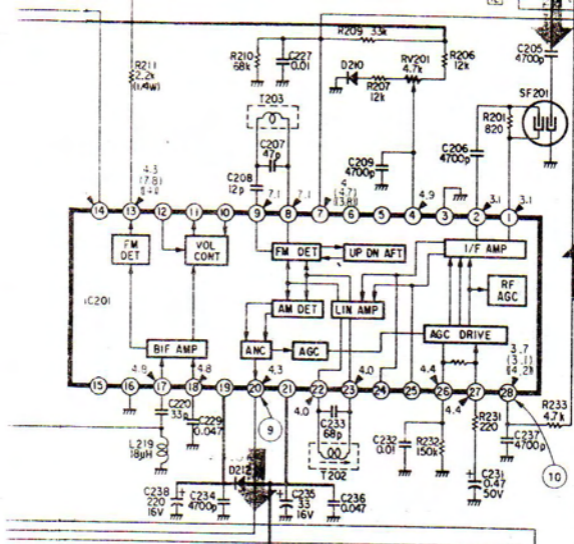 R209 33k
R211
2.2k
(1/4W)
R210
68k
C227
0.01
D210
R207
12k
RV201
4.7k
R206
12k
C205
4700p
SF201
T203
C207
47p
C208
12p
C209
4700p
C206
4700p
R201
820
4.3
(7.8)
7.1
7.1
4
(4.7)
(3.8)
4.9
3.1
3.1
14 13 12 11 10 9 8 7 6 5 4 3 2 1
FM
DET
VOL
CONT
FM DET
UP DN AFT
I/F AMP
RF
AGC
AM DET
LIN AMP
IC201
BIF AMP
ANC
AGC
AGC DRIVE
4.8
4.8
4.3
4.0
4.0
4.4
4.4
3.7
(3.1)
(4.2)
15 16 17 18 19 20 21 22 23 24 25 26 27 28
C220
33p
C229
0.047
9
C233
68p
T202
C232
0.01
R232
150k
R231
220
C237
4700p
R233
4.7k
10
L219
18μH
D212
C238
220
16V
C234
4700p
C235
33
16V
C236
0.047
C231
0.47
50V